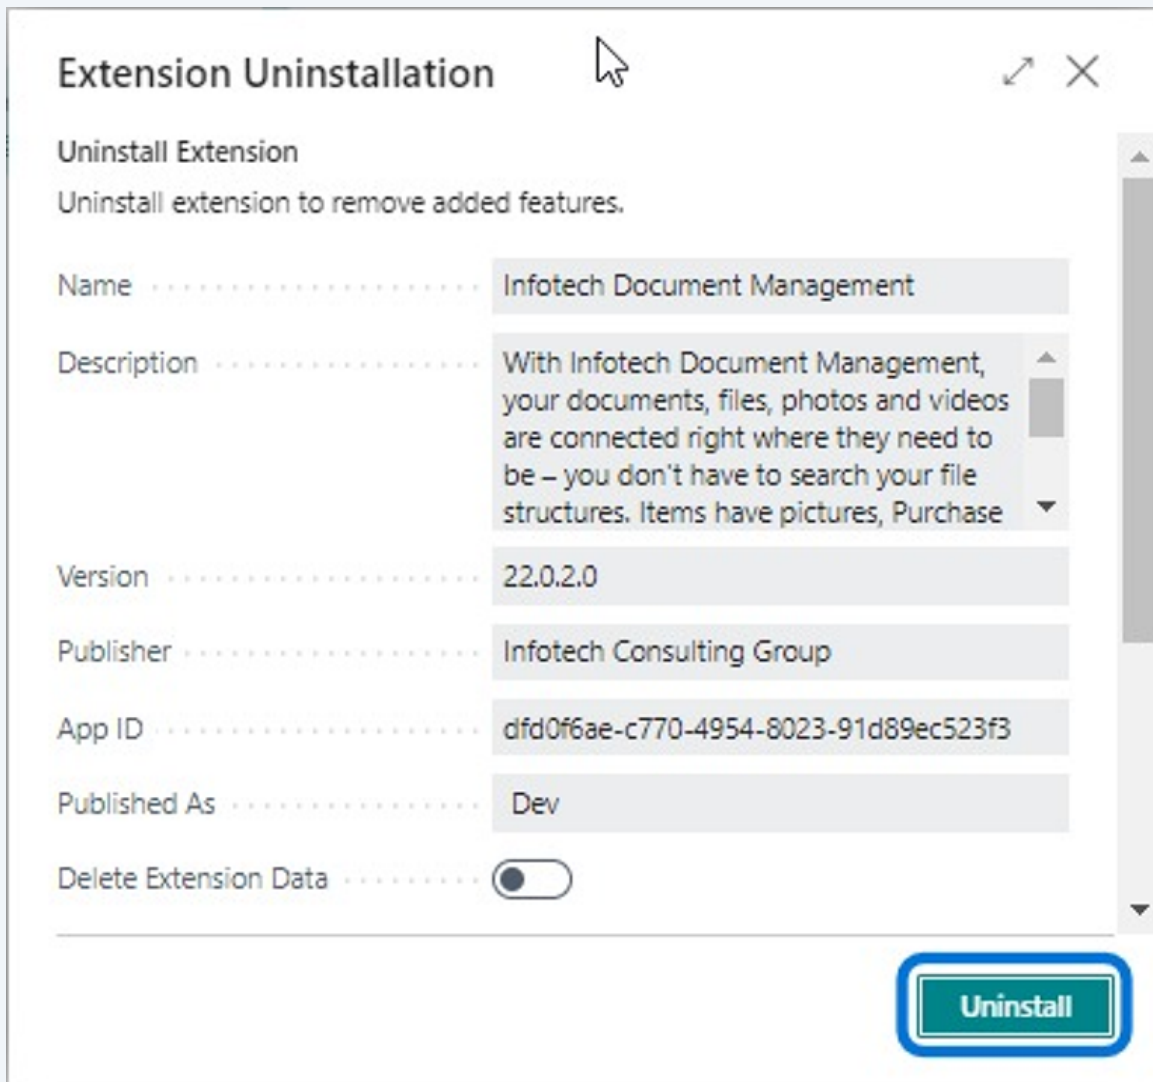 Extension Uninstallation
Uninstall Extension
Uninstall extension to remove added features.
Name Infotech Document Management
Description With Infotech Document Management,
your documents, files, photos and videos
are connected right where they need to
be – you don't have to search your file
structures. Items have pictures, Purchase
Version 22.0.2.0
Publisher Infotech Consulting Group
App ID dfd0f6ae-c770-4954-8023-91d89ec523f3
Published As Dev
Delete Extension Data
Uninstall